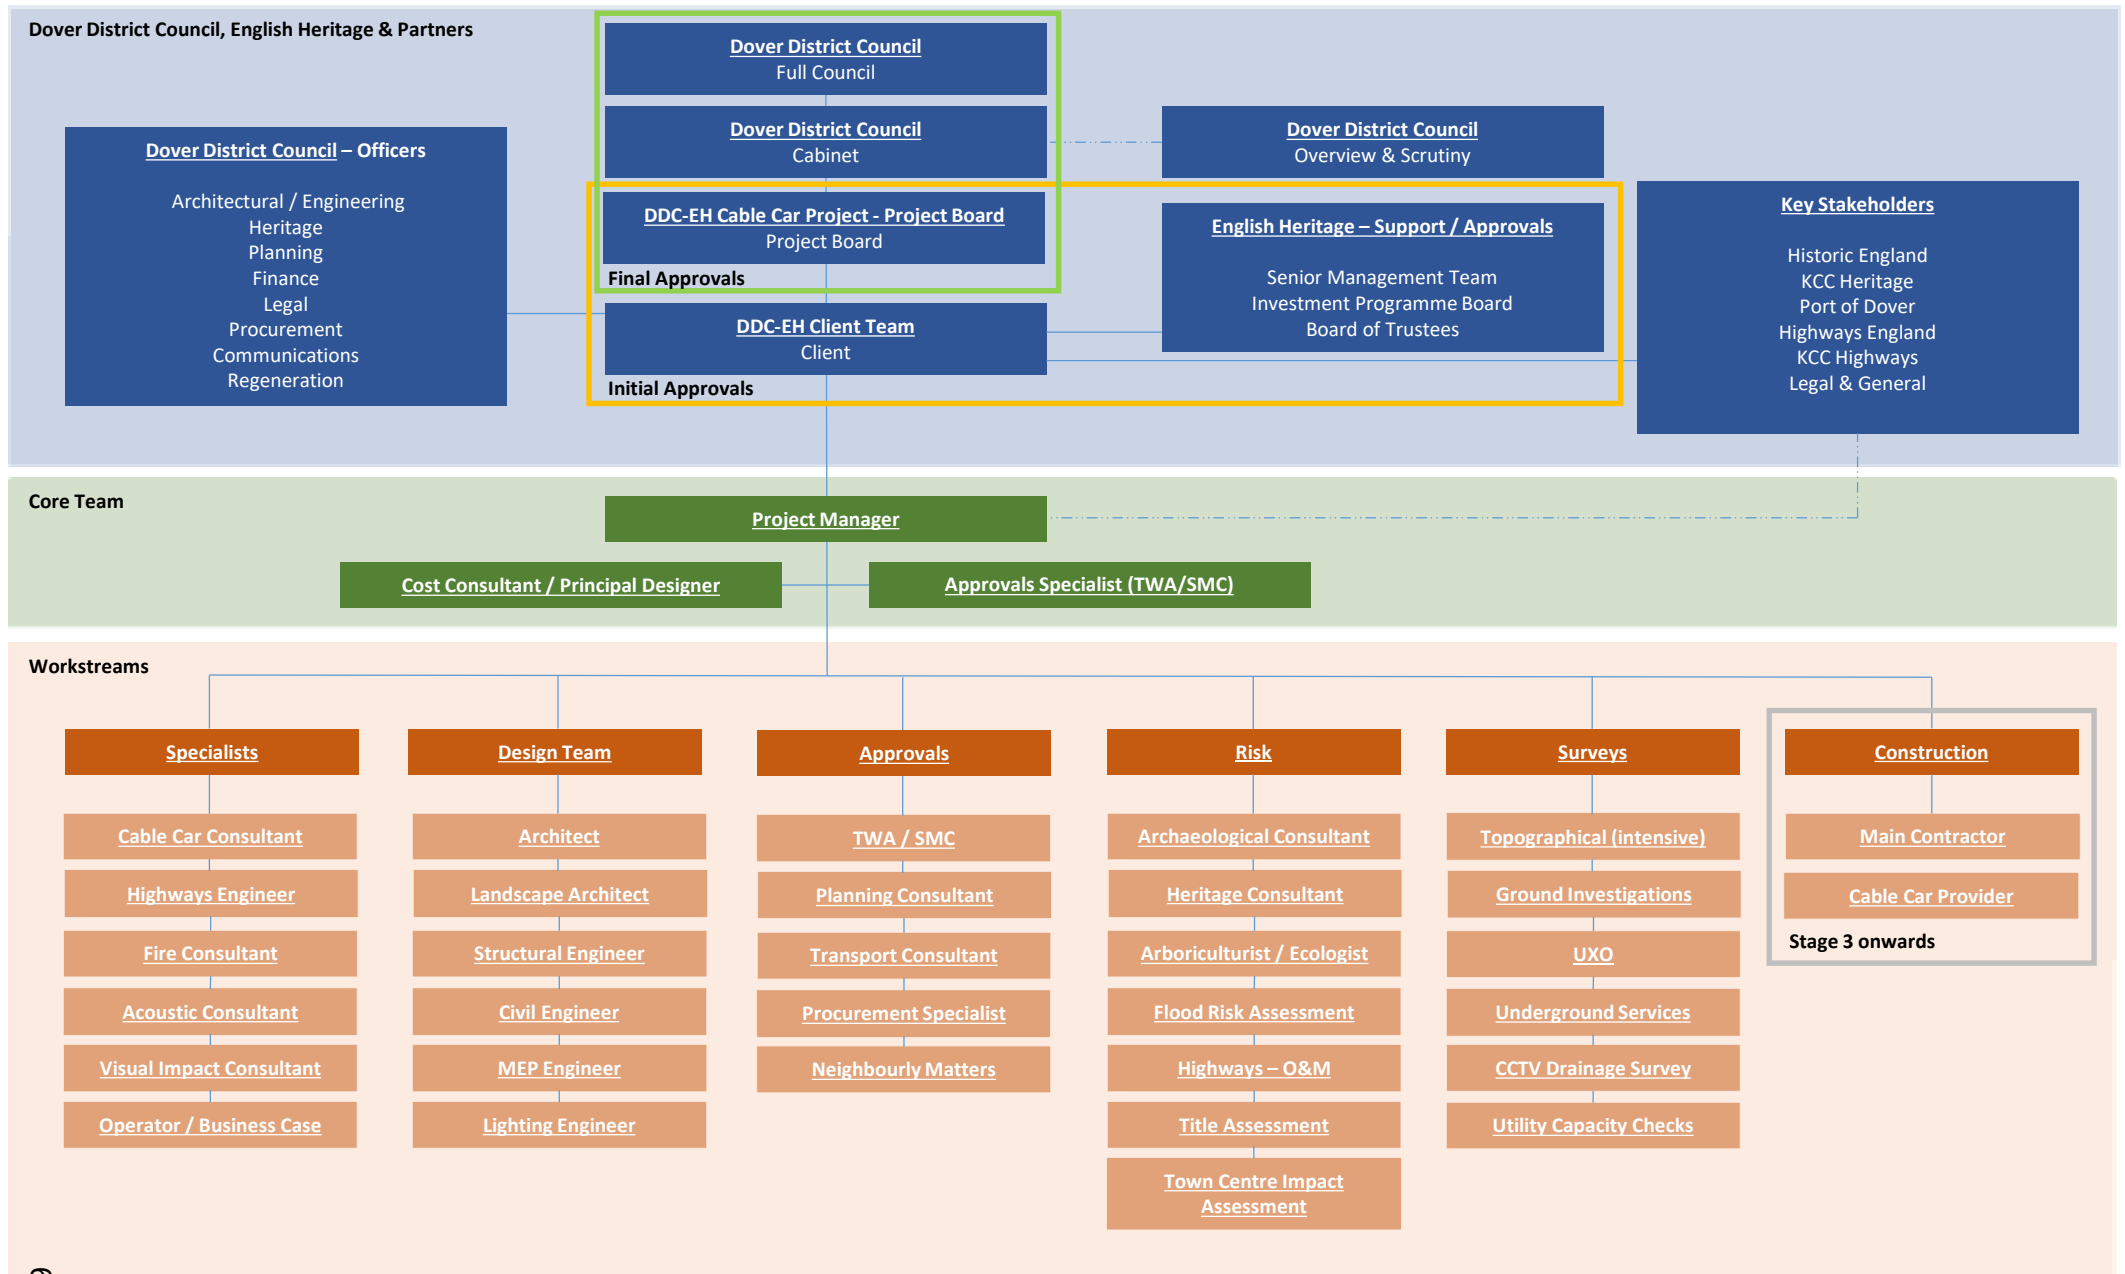 Dover District Council, English Heritage & Partners
Dover District Council
Full Council
Dover District Council
Cabinet
Dover District Council
Overview & Scrutiny
Dover District Council – Officers
Architectural / Engineering
Heritage
Planning
Finance
Legal
Procurement
Communications
Regeneration
DDC-EH Cable Car Project - Project Board
Project Board
Final Approvals
English Heritage – Support / Approvals
Senior Management Team
Investment Programme Board
Board of Trustees
Key Stakeholders
Historic England
KCC Heritage
Port of Dover
Highways England
KCC Highways
Legal & General
DDC-EH Client Team
Client
Initial Approvals
Core Team
Project Manager
Cost Consultant / Principal Designer
Approvals Specialist (TWA/SMC)
Workstreams
Specialists
Cable Car Consultant
Highways Engineer
Fire Consultant
Acoustic Consultant
Visual Impact Consultant
Operator / Business Case
Design Team
Architect
Landscape Architect
Structural Engineer
Civil Engineer
MEP Engineer
Lighting Engineer
Approvals
TWA / SMC
Planning Consultant
Transport Consultant
Procurement Specialist
Neighbourly Matters
Risk
Archaeological Consultant
Heritage Consultant
Arboriculturist / Ecologist
Flood Risk Assessment
Highways – O&M
Title Assessment
Town Centre Impact
Assessment
Surveys
Topographical (intensive)
Ground Investigations
UXO
Underground Services
CCTV Drainage Survey
Utility Capacity Checks
Construction
Main Contractor
Cable Car Provider
Stage 3 onwards